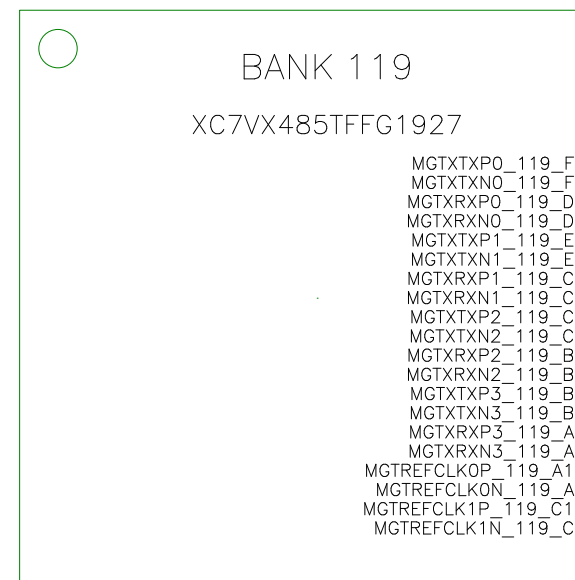 BANK 119
XC7VX485TFFG1927
MGTXTXP0_119_F
MGTXTXN0_119_F
MGTXRXP0_119_D
MGTXRXN0_119_D
MGTXTXP1_119_E
MGTXTXN1_119_E
MGTXRXP1_119_C
MGTXRXN1_119_C
MGTXTXP2_119_C
MGTXTXN2_119_C
MGTXRXP2_119_B
MGTXRXN2_119_B
MGTXTXP3_119_B
MGTXTXN3_119_B
MGTXRXP3_119_A
MGTXRXN3_119_A
MGTREFCLK0P_119_A1
MGTREFCLK0N_119_A
MGTREFCLK1P_119_C1
MGTREFCLK1N_119_C